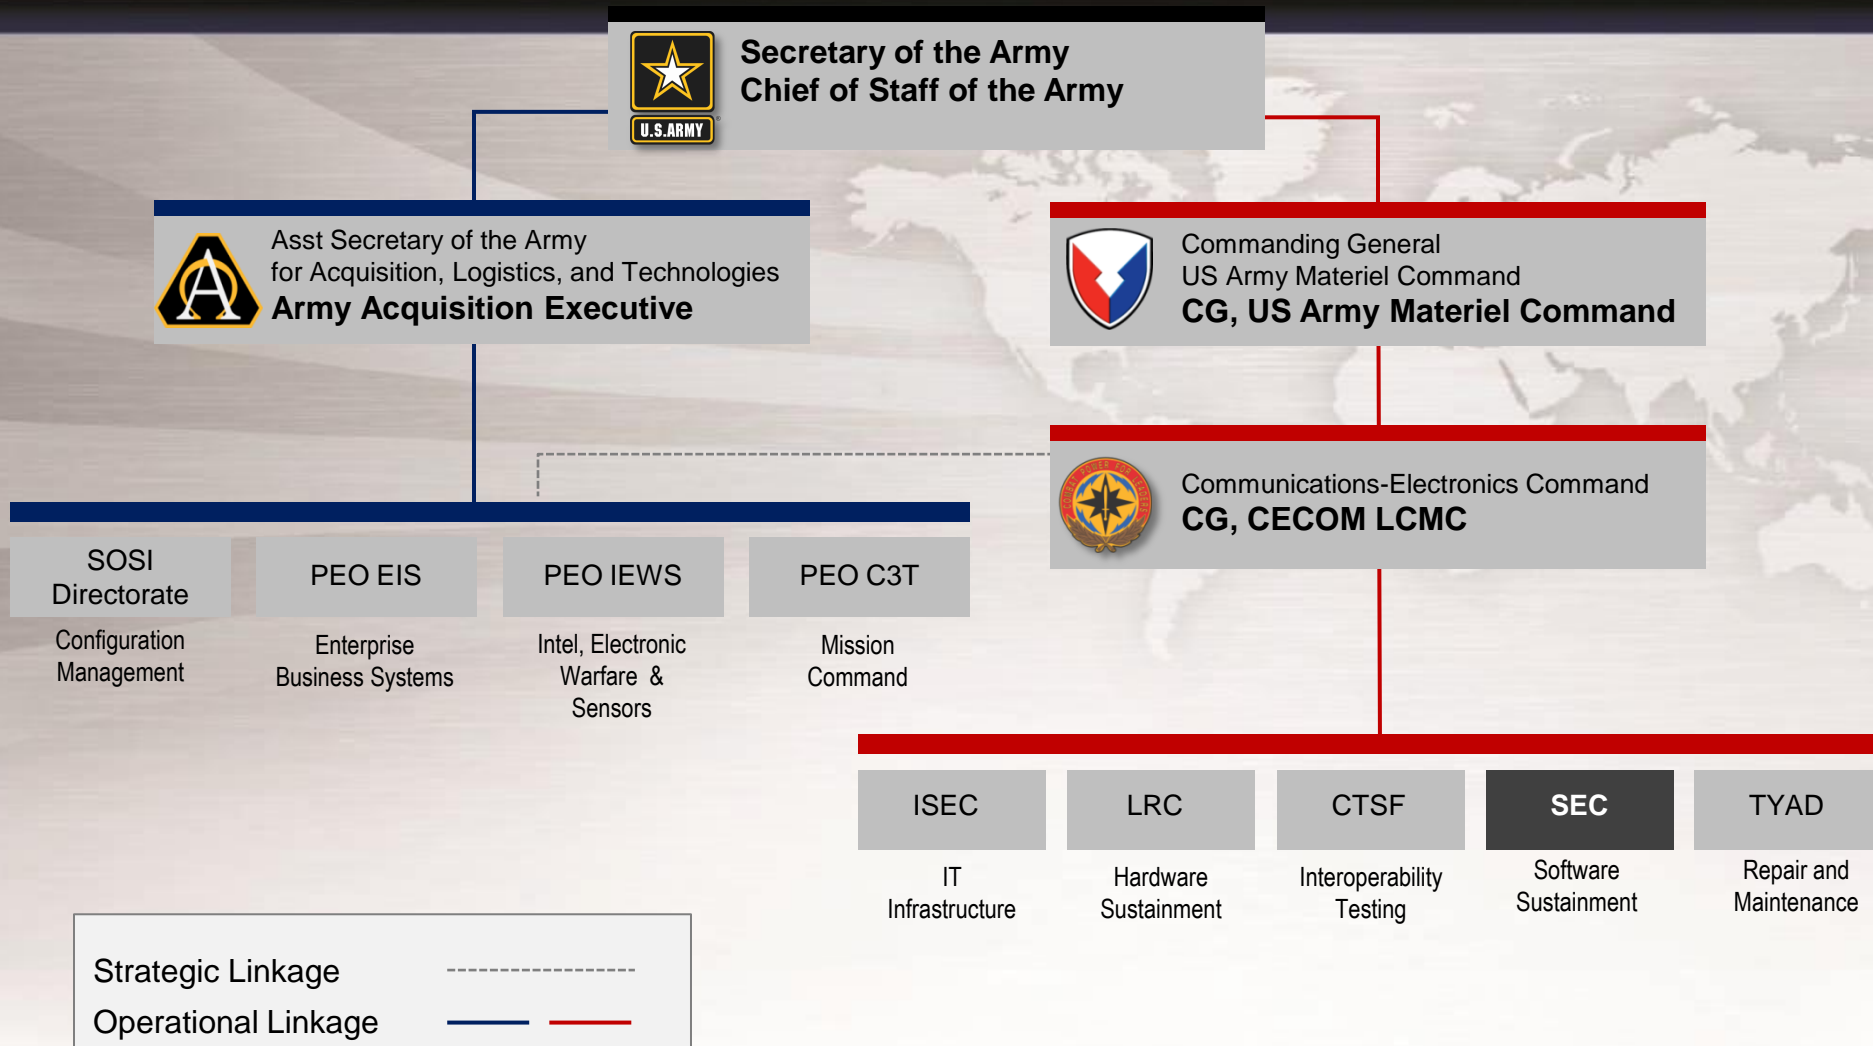 Secretary of the Army
Chief of Staff of the Army
U.S.ARMY
Asst Secretary of the Army
for Acquisition, Logistics, and Technologies
Army Acquisition Executive
Commanding General
US Army Materiel Command
CG, US Army Materiel Command
COMBAT POWER FOR LEADERS
Communications-Electronics Command
CG, CECOM LCMC
SOSI
Directorate
Configuration
Management
PEO EIS
Enterprise
Business Systems
PEO IEWS
Intel, Electronic
Warfare &
Sensors
PEO C3T
Mission
Command
ISEC
IT
Infrastructure
LRC
Hardware
Sustainment
CTSF
Interoperability
Testing
SEC
Software
Sustainment
TYAD
Repair and
Maintenance
Strategic Linkage
Operational Linkage